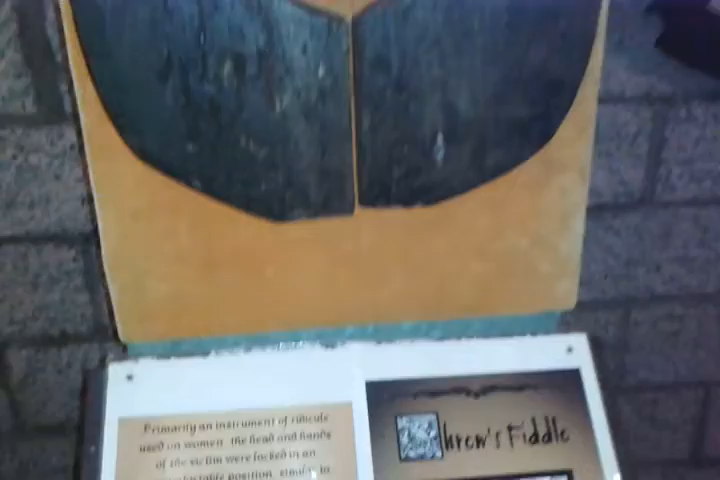 Primarily an instrument of ridicule
used on women the head and hands
of the victim were locked in an
position, similar to
Shrew's Fiddle